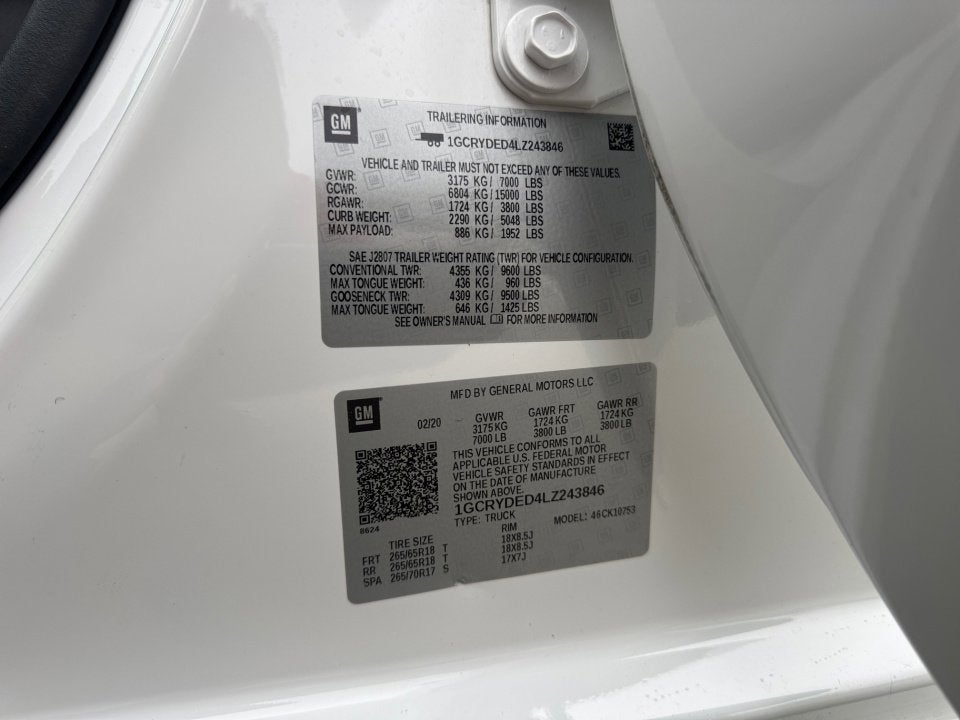 GM
TRAILERING INFORMATION
1GCRYDED4LZ243846
VEHICLE AND TRAILER MUST NOT EXCEED ANY OF THESE VALUES.
GVWR: 3175 KG / 7000 LBS
GCWR: 6804 KG / 15000 LBS
RGAWR: 1724 KG / 3800 LBS
CURB WEIGHT: 2290 KG / 5048 LBS
MAX PAYLOAD: 886 KG / 1952 LBS
SAE J2807 TRAILER WEIGHT RATING (TWR) FOR VEHICLE CONFIGURATION.
CONVENTIONAL TWR: 4355 KG / 9600 LBS
MAX TONGUE WEIGHT: 436 KG / 960 LBS
GOOSENECK TWR: 4309 KG / 9500 LBS
MAX TONGUE WEIGHT: 646 KG / 1425 LBS
SEE OWNER'S MANUAL FOR MORE INFORMATION
GM
MFD BY GENERAL MOTORS LLC
02/20 GVWR GAWR FRT GAWR RR
3175 KG 1724 KG 1724 KG
7000 LB 3800 LB 3800 LB
THIS VEHICLE CONFORMS TO ALL
APPLICABLE U.S. FEDERAL MOTOR
VEHICLE SAFETY STANDARDS IN EFFECT
ON THE DATE OF MANUFACTURE
SHOWN ABOVE.
1GCRYDED4LZ243846
TYPE: TRUCK MODEL: 46CK10753
8624
TIRE SIZE RIM
FRT 265/65R18 T 18X8.5J
RR 265/65R18 T 18X8.5J
SPA 265/70R17 S 17X7J